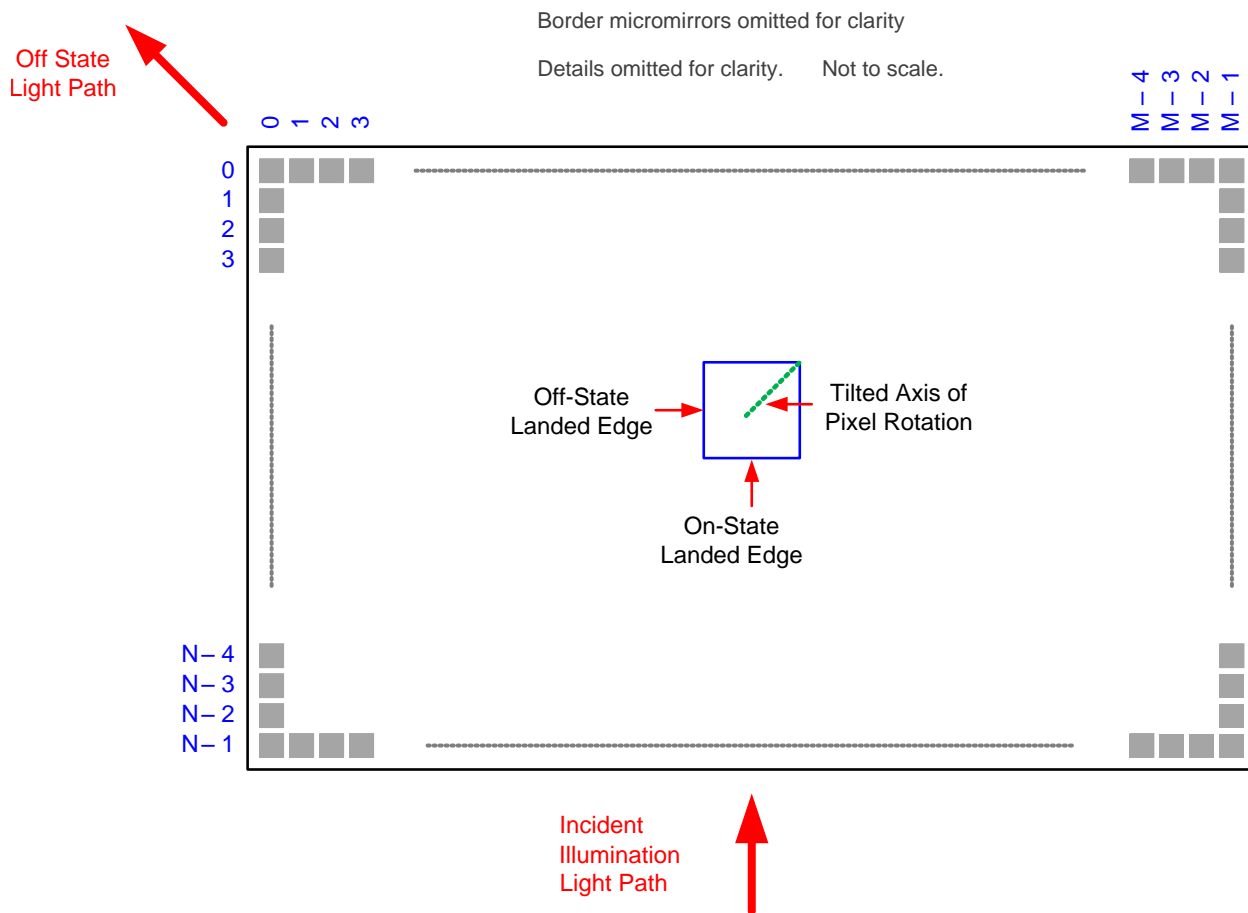 Border micromirrors omitted for clarity
Details omitted for clarity. Not to scale.
Off State
Light Path
0
1
2
3
M – 4
M – 3
M – 2
M – 1
0
1
2
3
Off-State
Landed Edge
Tilted Axis of
Pixel Rotation
On-State
Landed Edge
N – 4
N – 3
N – 2
N – 1
Incident
Illumination
Light Path